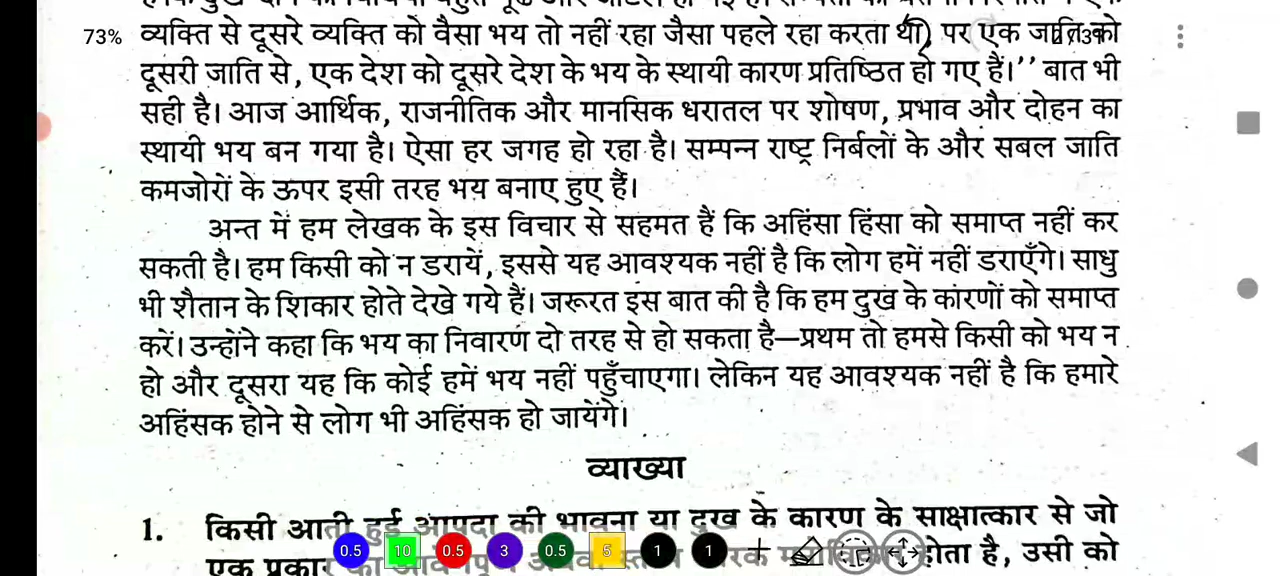 73%
व्यक्ति से दूसरे व्यक्ति को वैसा भय तो नहीं रहा जैसा पहले रहा करता था, पर एक जाति को
दूसरी जाति से, एक देश को दूसरे देश के भय के स्थायी कारण प्रतिष्ठित हो गए हैं।'' बात भी
सही है। आज आर्थिक, राजनीतिक और मानसिक धरातल पर शोषण, प्रभाव और दोहन का
स्थायी भय बन गया है। ऐसा हर जगह हो रहा है। सम्पन्न राष्ट्र निर्बलों के और सबल जाति
कमजोरों के ऊपर इसी तरह भय बनाए हुए हैं।
अन्त में हम लेखक के इस विचार से सहमत हैं कि अहिंसा हिंसा को समाप्त नहीं कर
सकती है। हम किसी को न डरायें, इससे यह आवश्यक नहीं है कि लोग हमें नहीं डराएँगे। साधु
भी शैतान के शिकार होते देखे गये हैं। जरूरत इस बात की है कि हम दुख के कारणों को समाप्त
करें। उन्होंने कहा कि भय का निवारण दो तरह से हो सकता है—प्रथम तो हमसे किसी को भय न
हो और दूसरा यह कि कोई हमें भय नहीं पहुँचाएगा। लेकिन यह आवश्यक नहीं है कि हमारे
अहिंसक होने से लोग भी अहिंसक हो जायेंगे।
व्याख्या
1. किसी आती हुई आपदा की भावना या दुख के कारण के साक्षात्कार से जो
एक प्रकार का होता है, उसी को
0.5 10 0.5 3 0.5 5 1 1